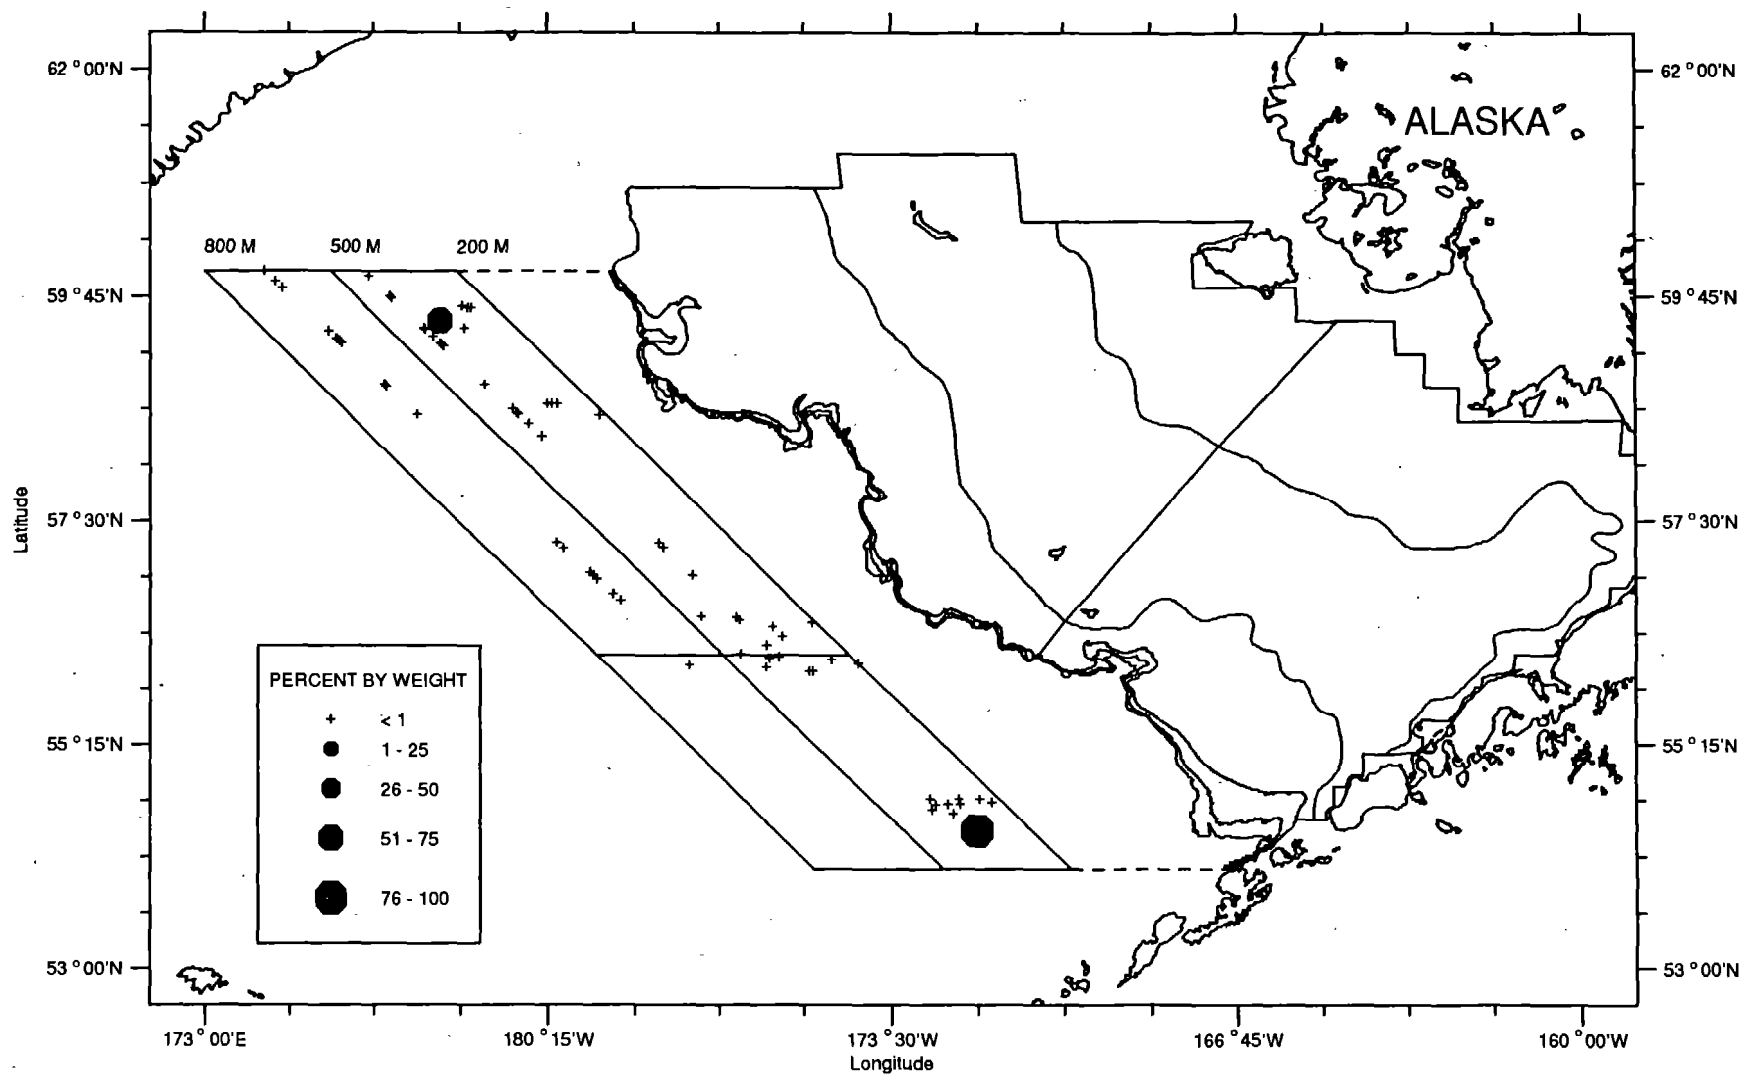 62°00'N
62°00'N
ALASKA
800 M 500 M 200 M
59°45'N
59°45'N
Latitude
57°30'N
57°30'N
PERCENT BY WEIGHT
+ < 1
1 - 25
26 - 50
51 - 75
76 - 100
55°15'N
55°15'N
53°00'N
53°00'N
173°00'E 180°15'W 173°30'W 166°45'W 160°00'W
Longitude